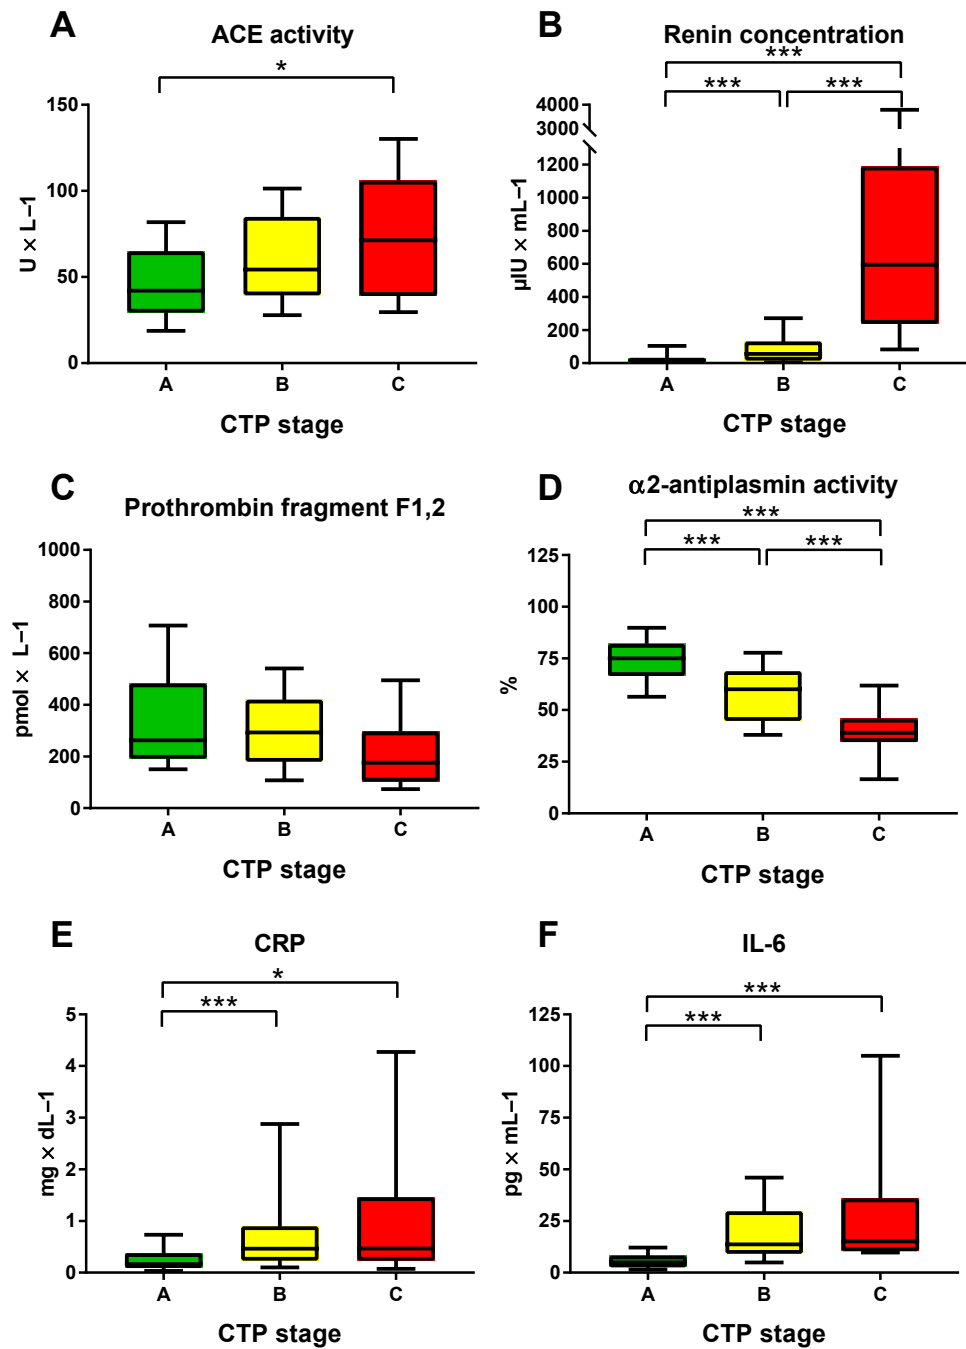 A
ACE activity
*
150
100
50
0
U × L−1
A B C
CTP stage
B
Renin concentration
***
*** ***
4000
3000
1200
1000
800
600
400
200
0
µIU × mL−1
A B C
CTP stage
C
Prothrombin fragment F1,2
1000
800
600
400
200
0
pmol × L−1
A B C
CTP stage
D
α2-antiplasmin activity
***
*** ***
125
100
75
50
25
0
%
A B C
CTP stage
E
CRP
*
***
5
4
3
2
1
0
mg × dL−1
A B C
CTP stage
F
IL-6
***
***
125
100
75
50
25
0
pg × mL−1
A B C
CTP stage